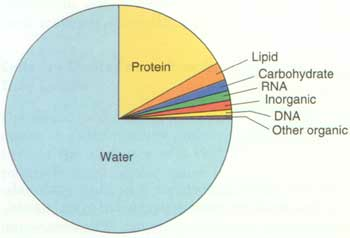 Protein
Lipid
Carbohydrate
RNA
Inorganic
DNA
Other organic
Water